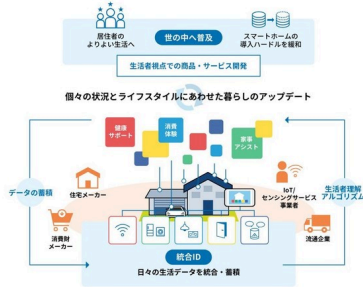 居住者の
よりよい生活へ
世の中へ普及
スマートホームの
導入ハードルを緩和
生活者視点での商品・サービス開発
個々の状況とライフスタイルにあわせた暮らしのアップデート
健康
サポート
消費
体験
家事
アシスト
データの蓄積
住宅メーカー
消費財
メーカー
IoT/
センシングサービス
事業者
生活者理解
アルゴリズム
流通企業
統合ID
日々の生活データを統合・蓄積